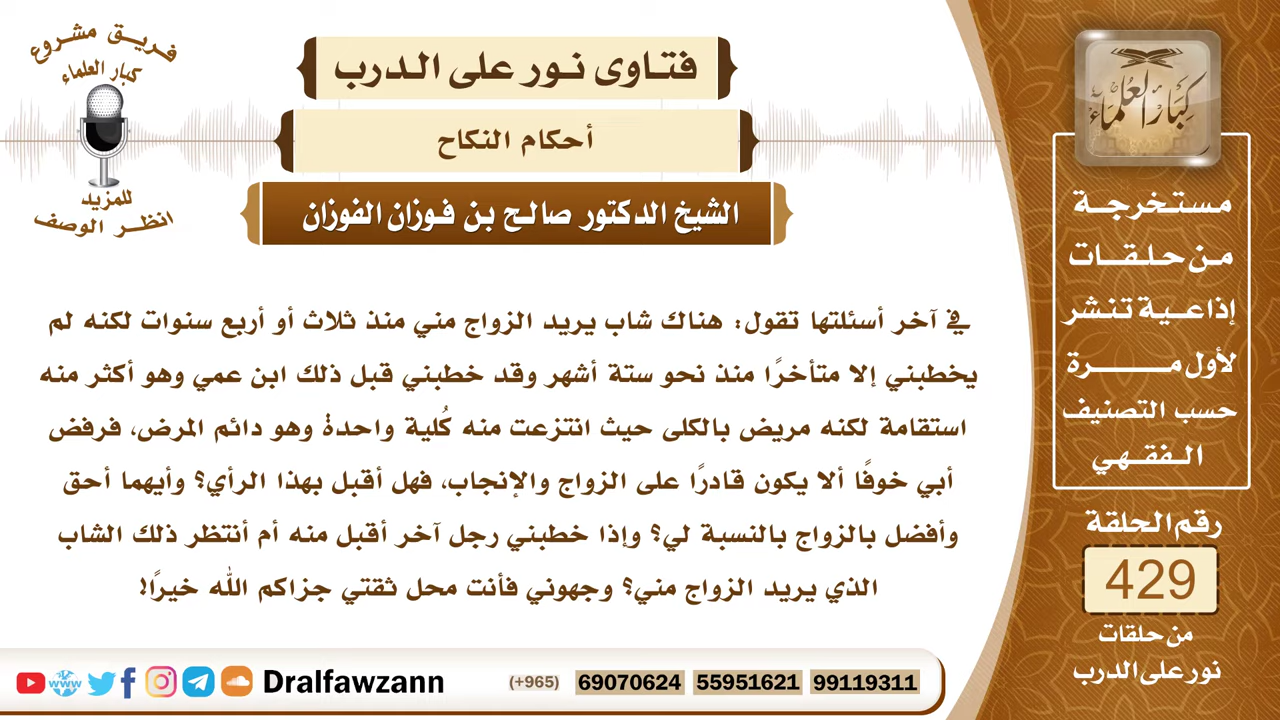 فريق مشروع
كبار العلماء
للمزيد
انظر الوصف
فتاوى نور على الدرب
أحكام النكاح
الشيخ الدكتور صالح بن فوزان الفوزان
في آخر أسئلتها تقول: هناك شاب يريد الزواج مني منذ ثلاث أو أربع سنوات لكنه لم
يخطبني إلا متأخرًا منذ نحو ستة أشهر وقد خطبني قبل ذلك ابن عمي وهو أكثر منه
استقامة لكنه مريض بالكلى حيث انتزعت منه كُلية واحدة وهو دائم المرض، فرفض
أبي خوفًا ألا يكون قادرًا على الزواج والإنجاب، فهل أقبل بهذا الرأي؟ وأيهما أحق
وأفضل بالزواج بالنسبة لي؟ وإذا خطبني رجل آخر أقبل منه أم أنتظر ذلك الشاب
الذي يريد الزواج مني؟ وجهوني فأنت محل ثقتي جزاكم الله خيرًا!
كبار العلماء
مستخرجة
من حلقات
إذاعية تنشر
لأول مرة
حسب التصنيف
الفقهي
رقم الحلقة
429
من حلقات
نور على الدرب
www
Dralfawzann
(+965) 69070624 55951621 99119311